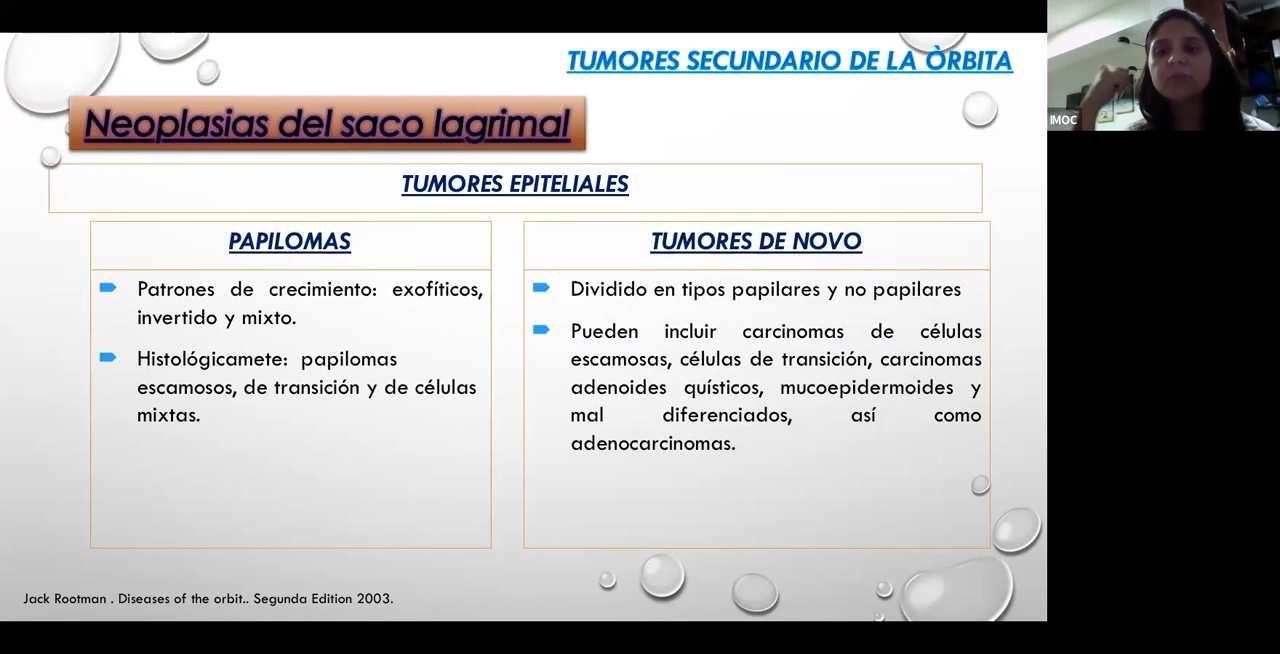 TUMORES SECUNDARIO DE LA ÒRBITA
IMOC
Neoplasias del saco lagrimal
TUMORES EPITELIALES
PAPILOMAS
Patrones de crecimiento: exofíticos,
invertido y mixto.
Histológicamete: papilomas
escamosos, de transición y de células
mixtas.
TUMORES DE NOVO
Dividido en tipos papilares y no papilares
Pueden incluir carcinomas de células
escamosas, células de transición, carcinomas
adenoides quísticos, mucoepidermoides y
mal diferenciados, así como
adenocarcinomas.
Jack Rootman . Diseases of the orbit.. Segunda Edition 2003.